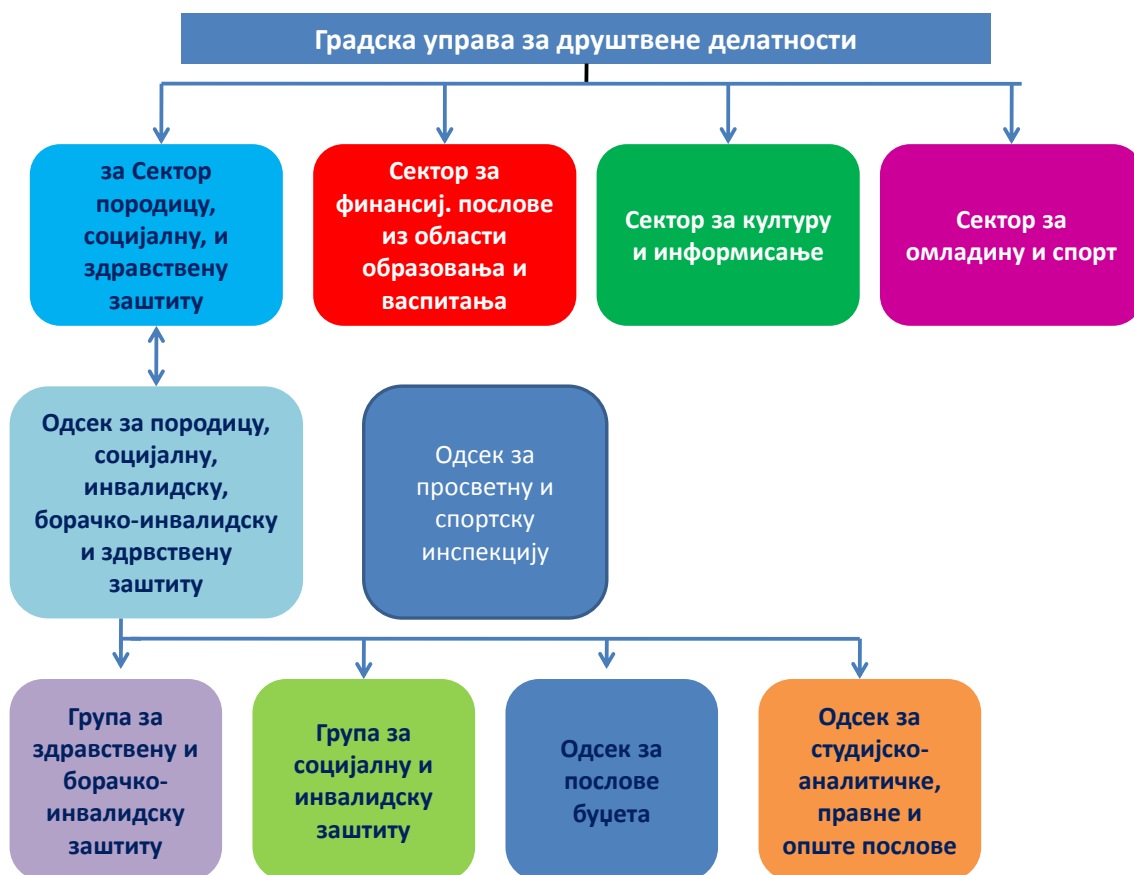 Градска управа за друштвене делатности
за Сектор
породицу,
социјалну, и
здравствену
заштиту
Сектор за
финансиј. послове
из области
образовања и
васпитања
Сектор за културу
и информисање
Сектор за
омладину и спорт
Одсек за породицу,
социјалну,
инвалидску,
борачко-инвалидску
и здрвствену
заштиту
Одсек за
просветну и
спортску
инспекцију
Група за
здравствену и
борачко-
инвалидску
заштиту
Група за
социјалну и
инвалидску
заштиту
Одсек за
послове
буџета
Одсек за
студијско-
аналитичке,
правне и
опште послове